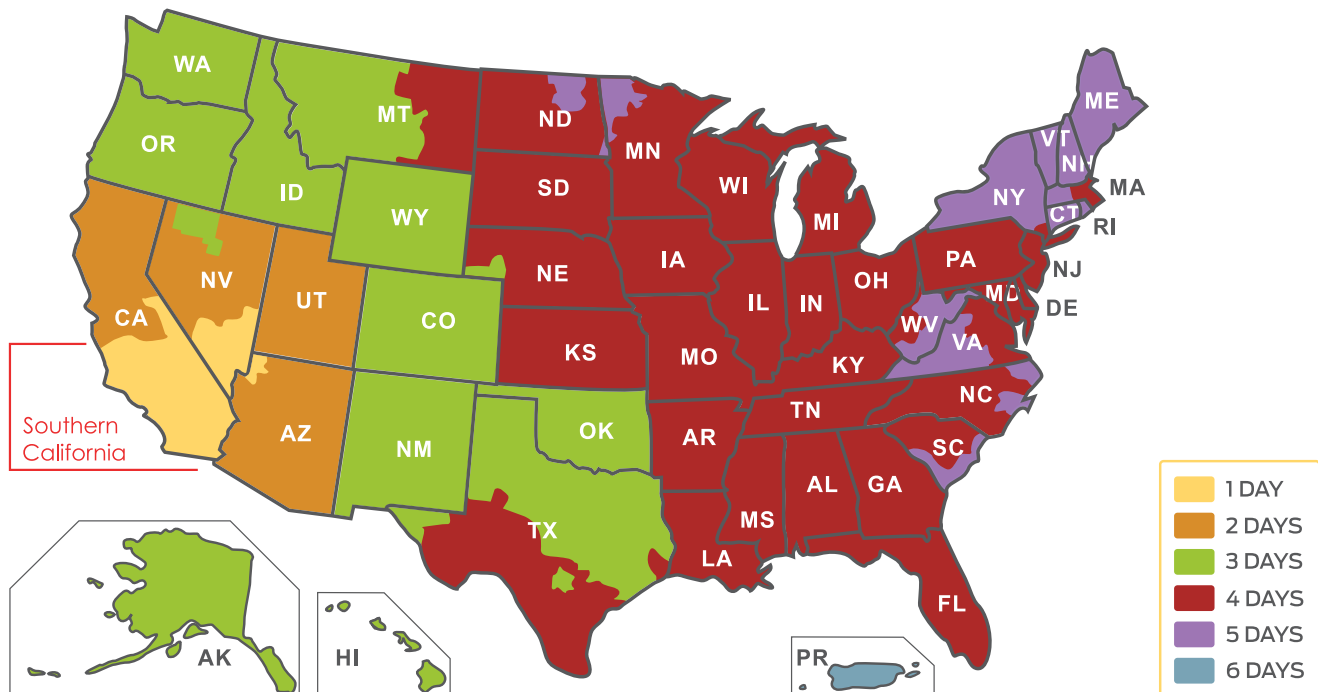 WA
OR
ID
MT
WY
NV
UT
CA
CO
AZ
NM
ND
SD
NE
KS
OK
TX
MN
IA
MO
AR
LA
WI
IL
MI
IN
OH
KY
TN
MS
AL
GA
FL
SC
NC
VA
WV
PA
NY
VT
NH
ME
MA
CT
RI
NJ
DE
MD
Southern
California
AK
HI
PR
1 DAY
2 DAYS
3 DAYS
4 DAYS
5 DAYS
6 DAYS